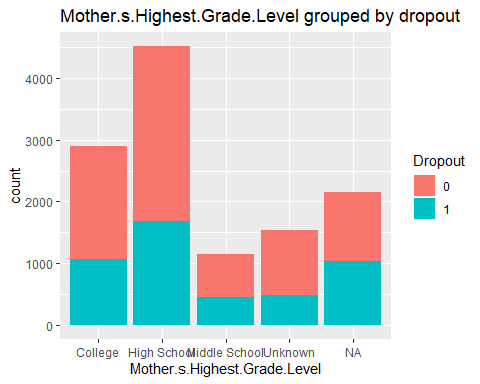 Mother.s.Highest.Grade.Level grouped by dropout
count
4000
3000
2000
1000
0
College
High School
Middle School
Unknown
NA
Mother.s.Highest.Grade.Level
Dropout
0
1